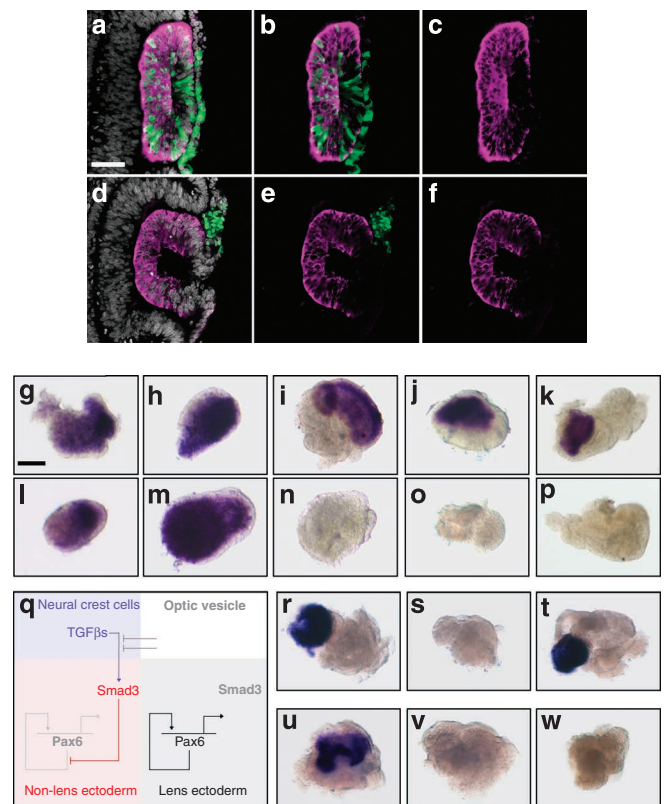 a b c
d e f
g h i j k
l m n o p
q Neural crest cells Optic vesicle
TGFβs
Smad3 Smad3
Pax6 Pax6
Non-lens ectoderm Lens ectoderm
r s t
u v w